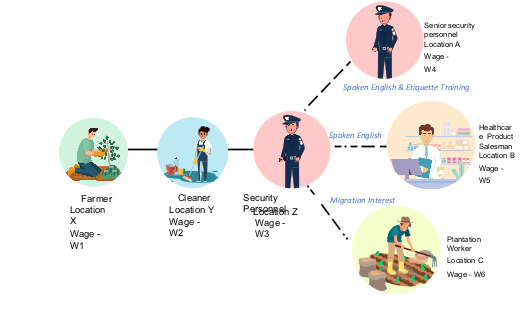 Senior security
personnel
Location A
Wage -
W4
Spoken English & Etiquette Training
Spoken English
Healthcar
e Product
Salesman
Location B
Wage -
W5
Farmer
Location
X
Wage -
W1
Cleaner
Location Y
Wage -
W2
Security
Personnel
Location Z
Wage -
W3
Migration Interest
Plantation
Worker
Location C
Wage - W6